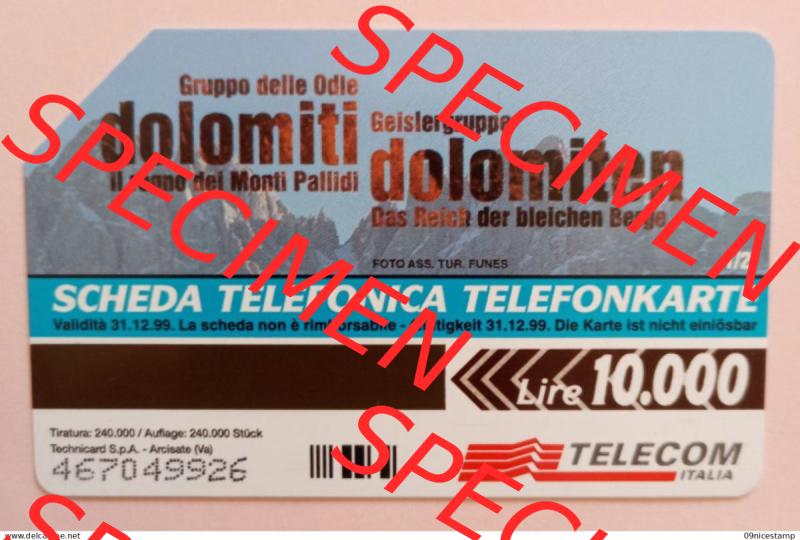 Gruppo delle Odle
dolomiti
il regno dei Monti Pallidi
Geislergruppe
dolomiten
Das Reich der bleichen Berge
FOTO ASS. TUR. FUNES
SCHEDA TELEFONICA TELEFONKARTE
Validità 31.12.99. La scheda non è rimborsabile - Gültigkeit 31.12.99. Die Karte ist nicht einlösbar
Lire 10.000
Tiratura: 240.000 / Auflage: 240.000 Stück
Technicard S.p.A. - Arcisate (Va)
467049926
TELECOM
ITALIA
SPECIMEN
SPECIMEN
SPECIMEN
www.delcampe.net
09nicestamp